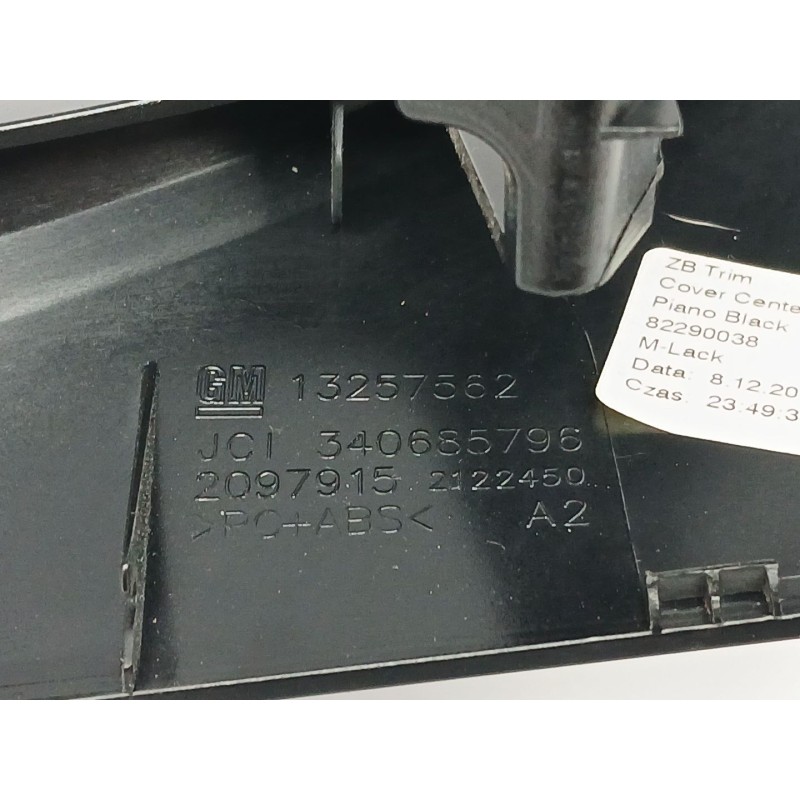 GM 13257562
JCI 340685796
2097915 2122450
>PC+ABS< A2
ZB Trim
Cover Cente
Piano Black
82290038
M-Lack
Data: 8.12.20
Czas: 23:49:3